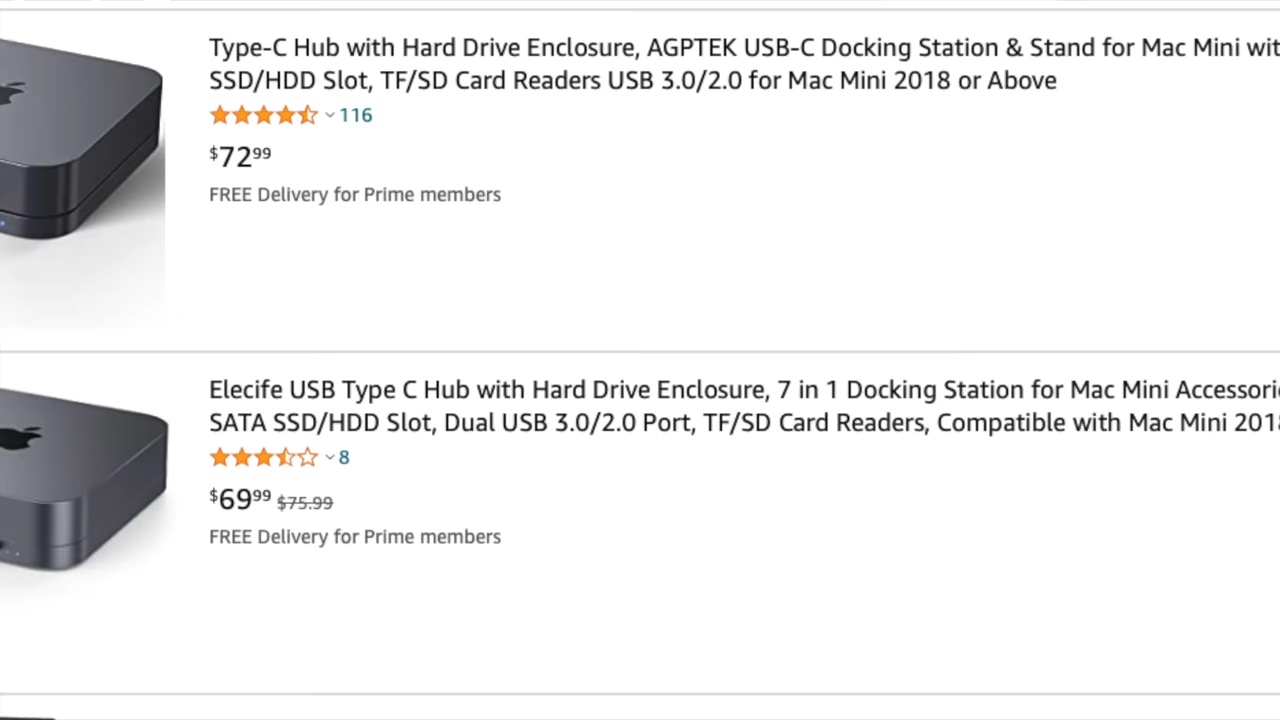 Type-C Hub with Hard Drive Enclosure, AGPTEK USB-C Docking Station & Stand for Mac Mini wit
SSD/HDD Slot, TF/SD Card Readers USB 3.0/2.0 for Mac Mini 2018 or Above
116
$72.99
FREE Delivery for Prime members
Elecife USB Type C Hub with Hard Drive Enclosure, 7 in 1 Docking Station for Mac Mini Accessori
SATA SSD/HDD Slot, Dual USB 3.0/2.0 Port, TF/SD Card Readers, Compatible with Mac Mini 2018
8
$69.99 $75.99
FREE Delivery for Prime members